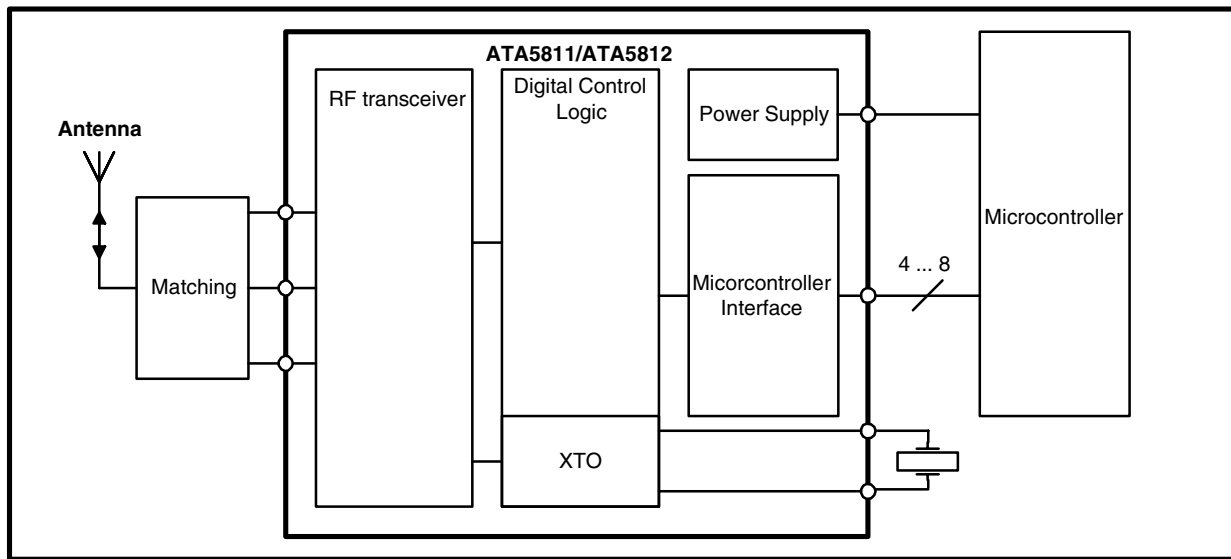 ATA5811/ATA5812
RF transceiver
Digital Control
Logic
Power Supply
Antenna
Matching
Micorcontroller
Interface
4 ... 8
Microcontroller
XTO